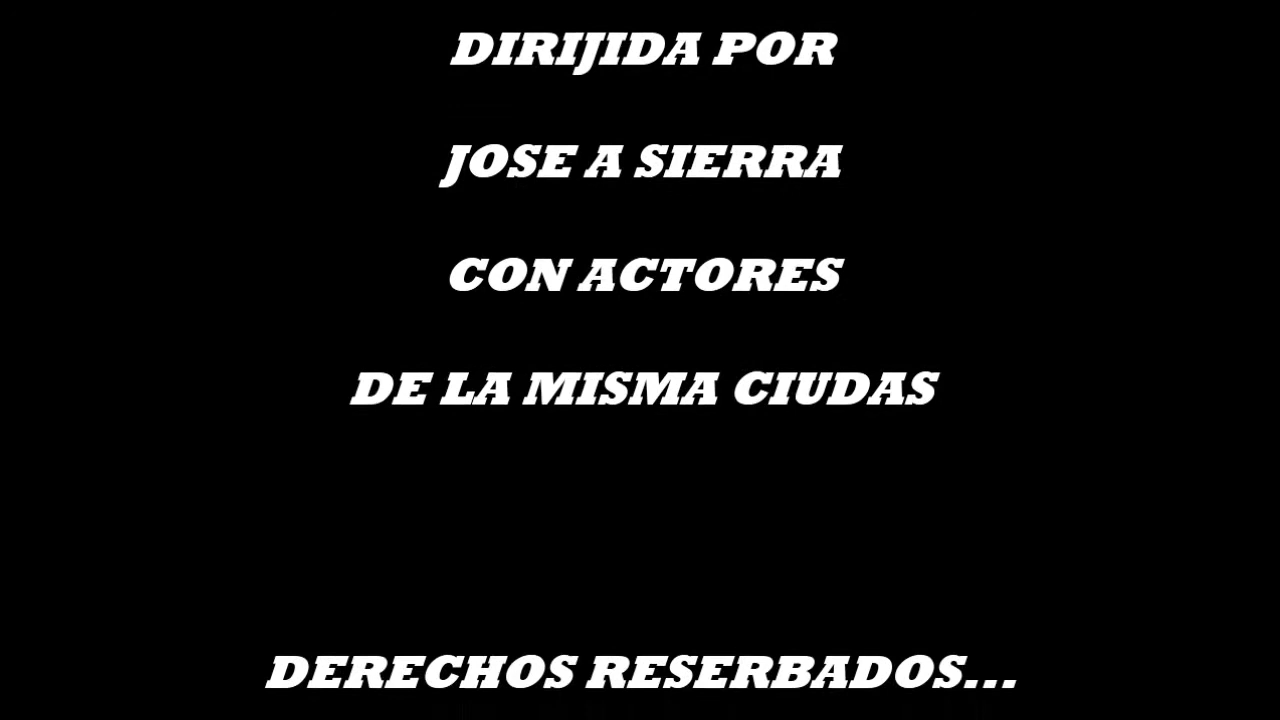 DIRIJIDA POR
JOSE A SIERRA
CON ACTORES
DE LA MISMA CIUDAS
DERECHOS RESERBADOS...